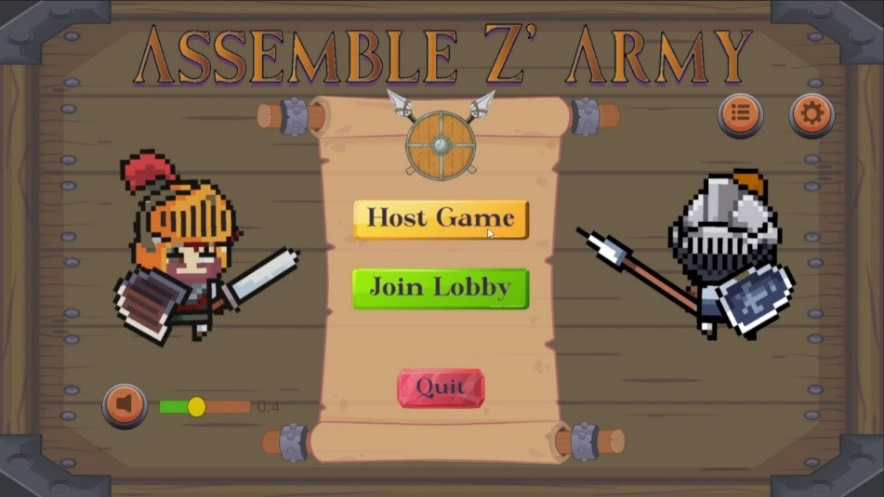 ASSEMBLE Z' ARMY
Host Game
Join Lobby
Quit
0.4